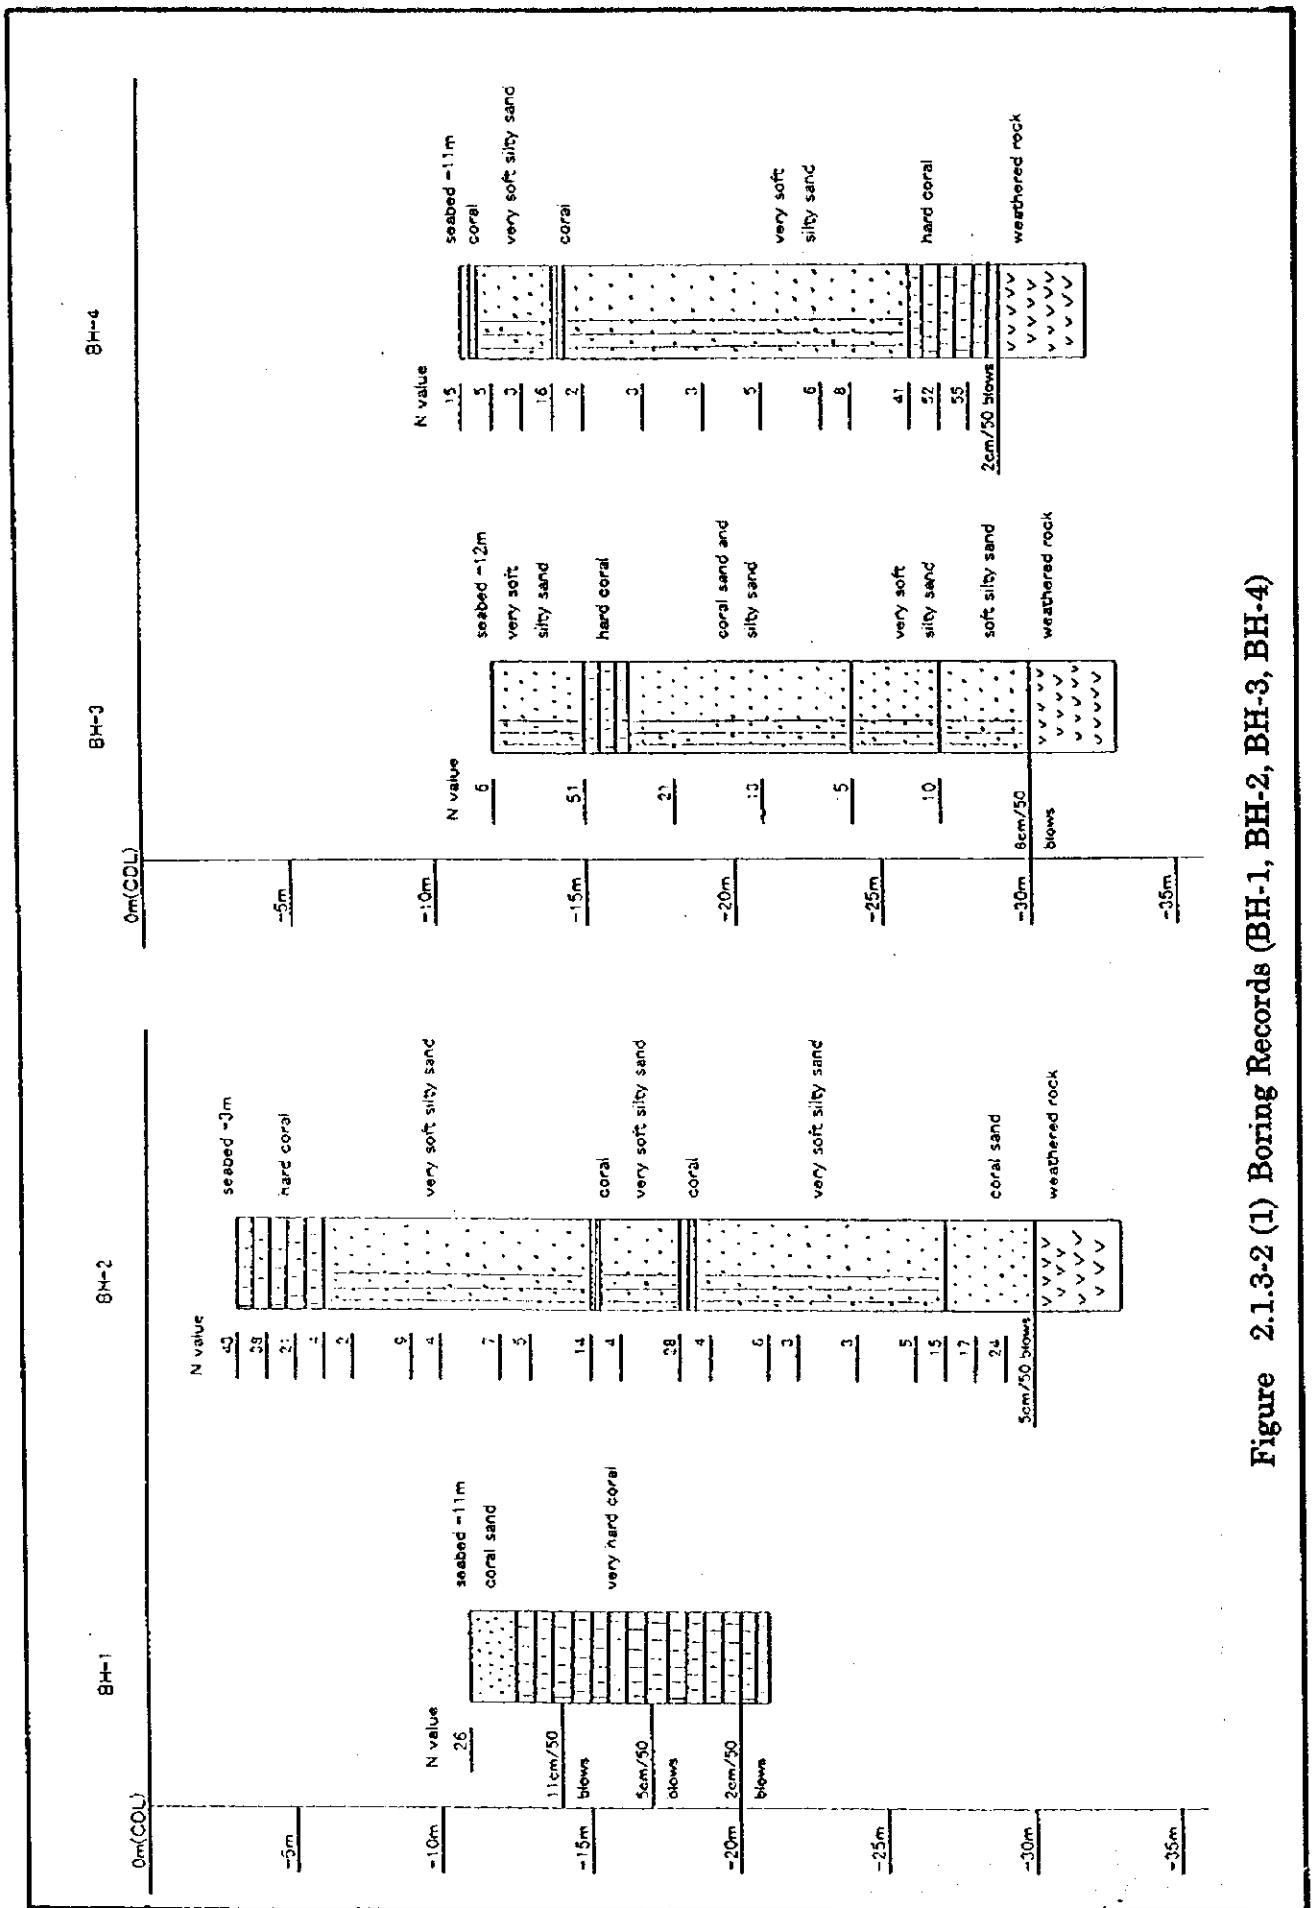 BH-1
0m(CDL)
-5m
-10m
-15m
-20m
-25m
-30m
-35m
N value
26
11cm/50
blows
5cm/50
blows
2cm/50
blows
seabed -11m
coral sand
very hard coral
BH-2
N value
40
21
4
2
9
4
7
5
14
4
38
4
6
3
3
5
15
17
24
5cm/50 blows
seabed -3m
hard coral
very soft silty sand
coral
very soft silty sand
coral
very soft silty sand
coral sand
weathered rock
BH-3
0m(CDL)
-5m
-10m
-15m
-20m
-25m
-30m
-35m
N value
6
51
21
13
5
10
8cm/50
blows
seabed -12m
very soft
silty sand
hard coral
coral sand and
silty sand
very soft
silty sand
soft silty sand
weathered rock
BH-4
N value
15
5
3
16
2
3
3
5
6
8
41
52
55
2cm/50 blows
seabed -11m
coral
very soft silty sand
coral
very soft
silty sand
hard coral
weathered rock
Figure 2.1.3-2 (1) Boring Records (BH-1, BH-2, BH-3, BH-4)